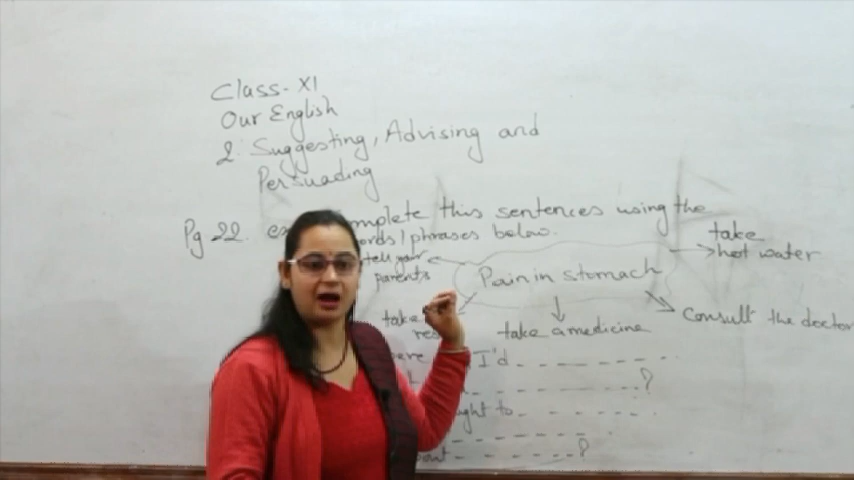 Class-XI
Our English
2. Suggesting, Advising and
Persuading
Pg 22. complete this sentences using the
words/phrases below.
tell your
parents
Pain in stomach
take
hot water
take
take a medicine
Consult the doctor
I'd - - - - - - - - - -
- - - - - - - - - - ?
ought to - - - - - - - -
- - - - - - - - - -
- - - - - - - - ?